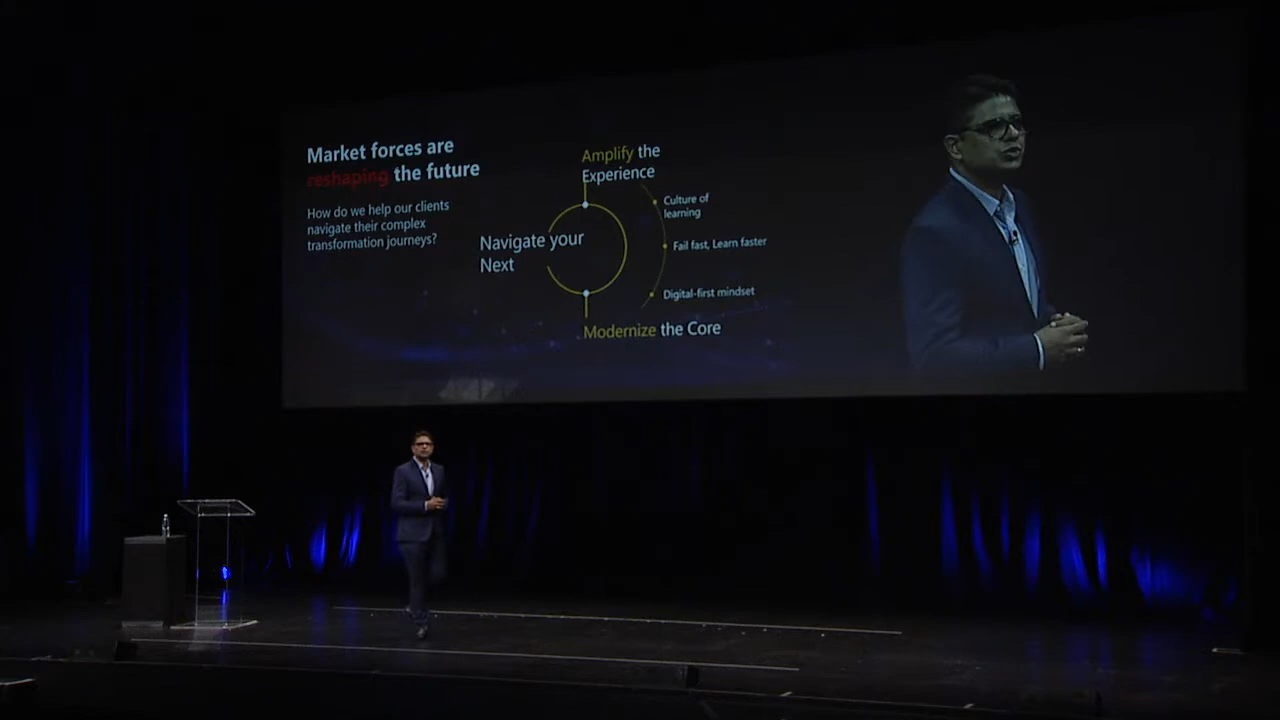 Market forces are
reshaping the future
How do we help our clients
navigate their complex
transformation journeys?
Amplify the
Experience
Culture of
learning
Navigate your
Next
Fail fast, Learn faster
Digital-first mindset
Modernize the Core